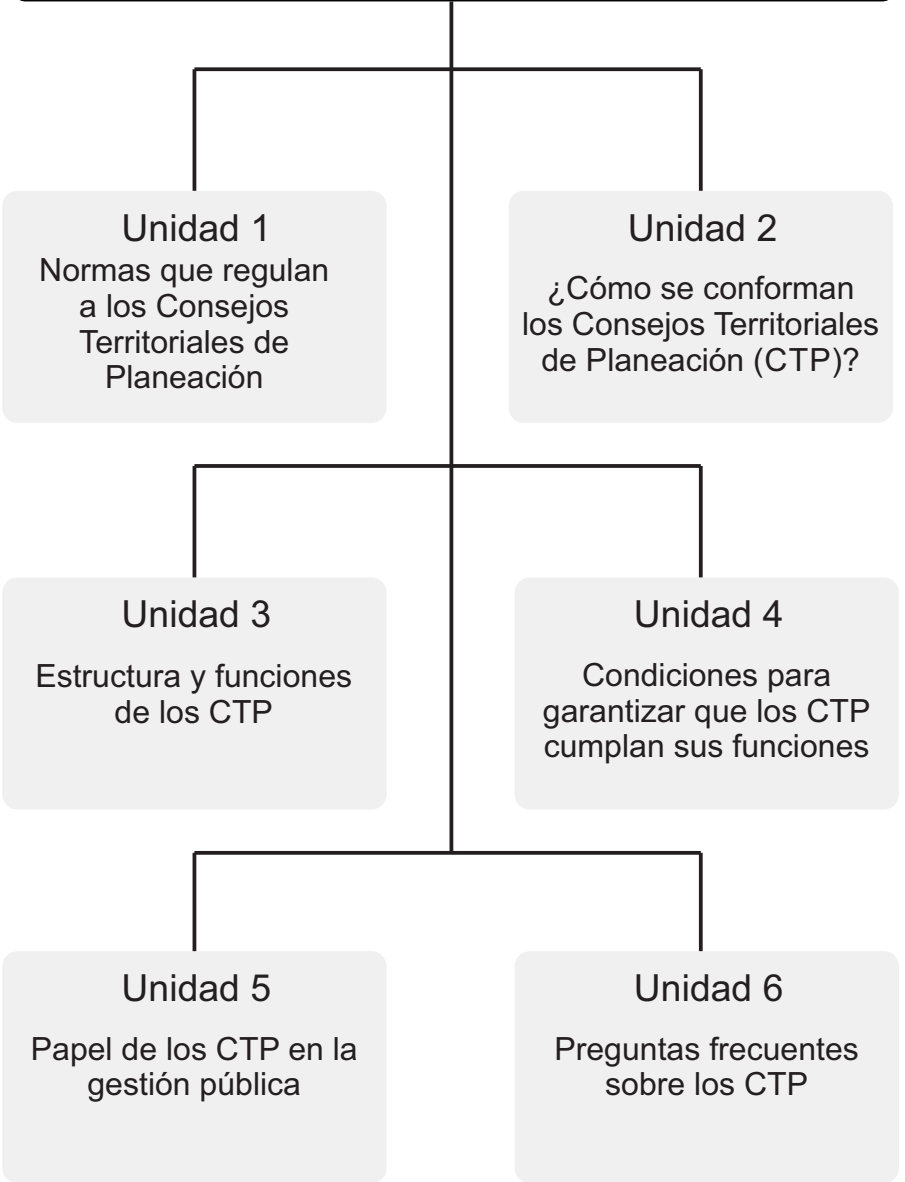 Unidad 1
Normas que regulan
a los Consejos
Territoriales de
Planeación
Unidad 2
¿Cómo se conforman
los Consejos Territoriales
de Planeación (CTP)?
Unidad 3
Estructura y funciones
de los CTP
Unidad 4
Condiciones para
garantizar que los CTP
cumplan sus funciones
Unidad 5
Papel de los CTP en la
gestión pública
Unidad 6
Preguntas frecuentes
sobre los CTP